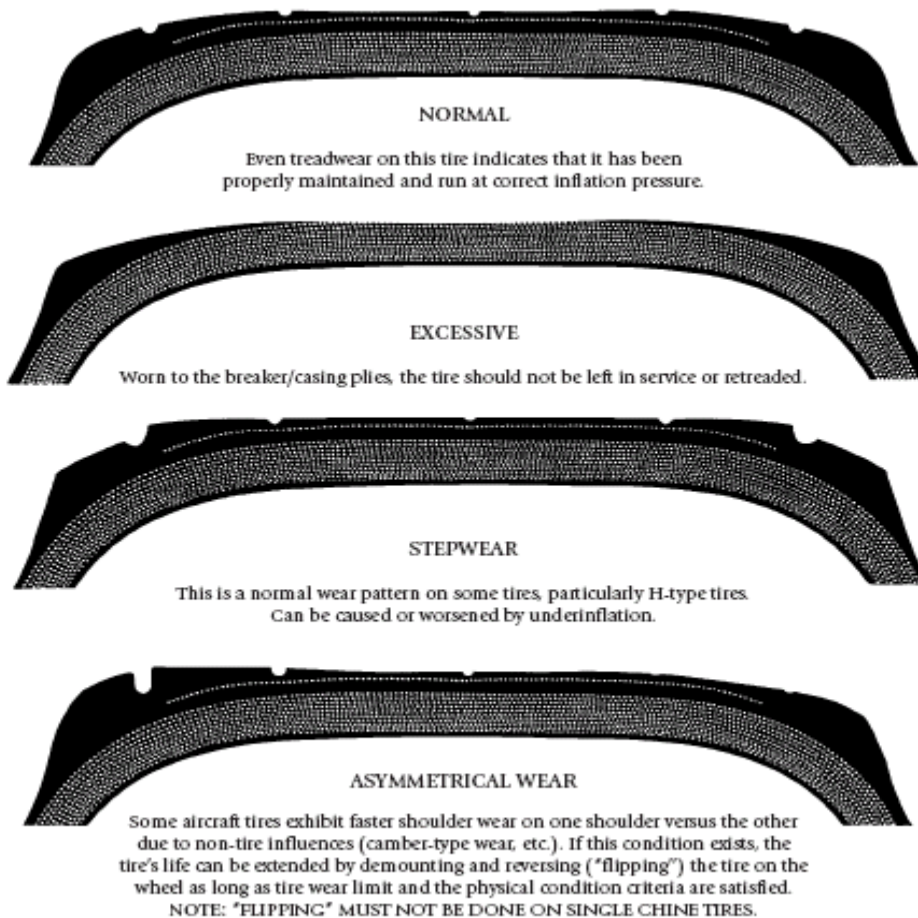 NORMAL
Even treadwear on this tire indicates that it has been
properly maintained and run at correct inflation pressure.
EXCESSIVE
Worn to the breaker/casing plies, the tire should not be left in service or retreaded.
STEPWEAR
This is a normal wear pattern on some tires, particularly H-type tires.
Can be caused or worsened by underinflation.
ASYMMETRICAL WEAR
Some aircraft tires exhibit faster shoulder wear on one shoulder versus the other
due to non-tire influences (camber-type wear, etc.). If this condition exists, the
tire's life can be extended by demounting and reversing ("flipping") the tire on the
wheel as long as tire wear limit and the physical condition criteria are satisfied.
NOTE: "FLIPPING" MUST NOT BE DONE ON SINGLE CHINE TIRES.